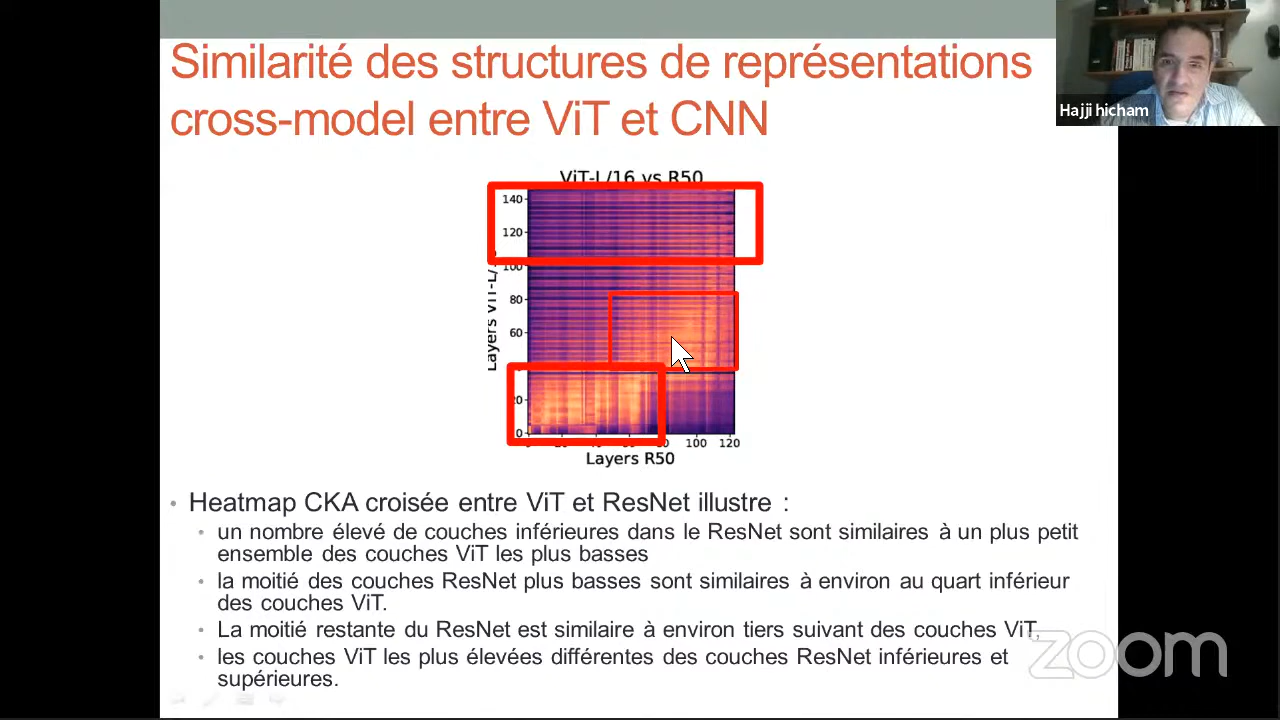 Similarité des structures de représentations
cross-model entre ViT et CNN
Hajji hicham
ViT-L/16 vs R50
140
120
100
80
60
20
0
Layers ViT-L/
100 120
Layers R50
• Heatmap CKA croisée entre ViT et ResNet illustre :
• un nombre élevé de couches inférieures dans le ResNet sont similaires à un plus petit
ensemble des couches ViT les plus basses
• la moitié des couches ResNet plus basses sont similaires à environ au quart inférieur
des couches ViT.
• La moitié restante du ResNet est similaire à environ tiers suivant des couches ViT,
• les couches ViT les plus élevées différentes des couches ResNet inférieures et
supérieures.
zoom